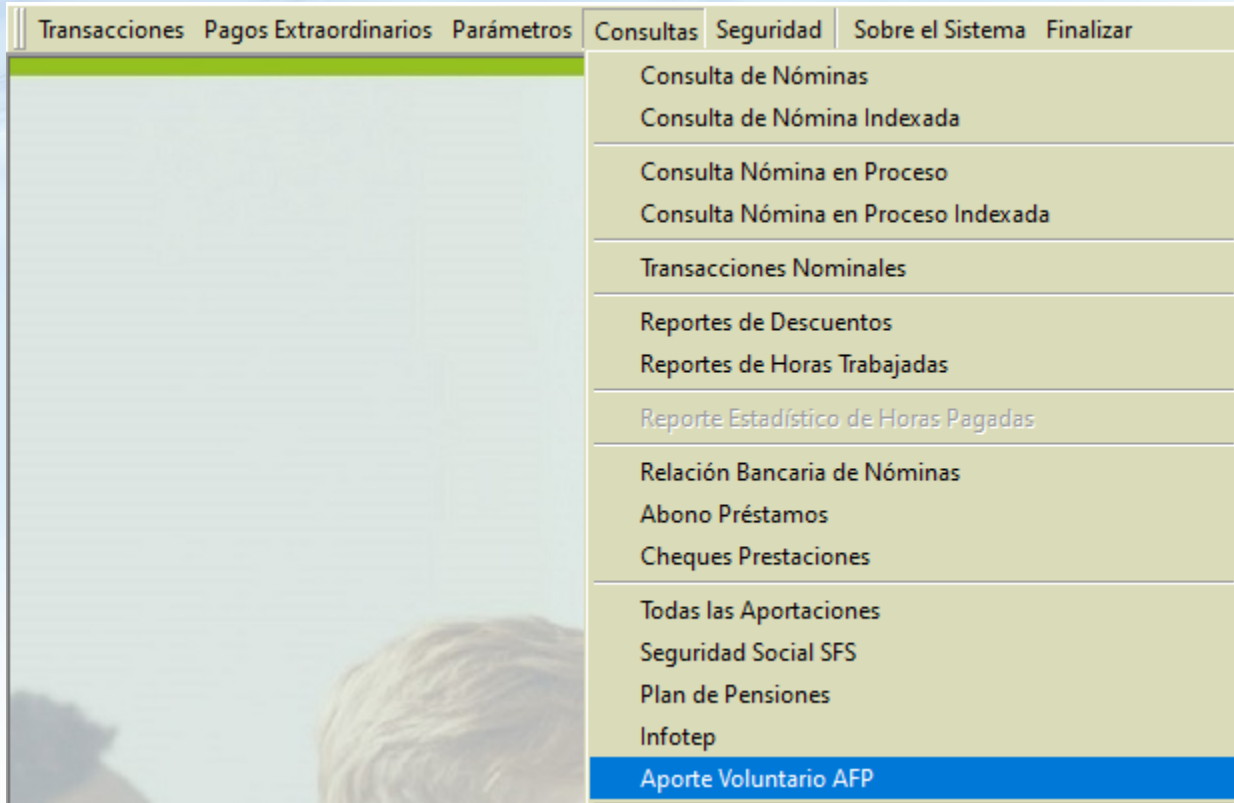 Transacciones Pagos Extraordinarios Parámetros Consultas Seguridad Sobre el Sistema Finalizar
Consulta de Nóminas
Consulta de Nómina Indexada
Consulta Nómina en Proceso
Consulta Nómina en Proceso Indexada
Transacciones Nominales
Reportes de Descuentos
Reportes de Horas Trabajadas
Reporte Estadístico de Horas Pagadas
Relación Bancaria de Nóminas
Abono Préstamos
Cheques Prestaciones
Todas las Aportaciones
Seguridad Social SFS
Plan de Pensiones
Infotep
Aporte Voluntario AFP